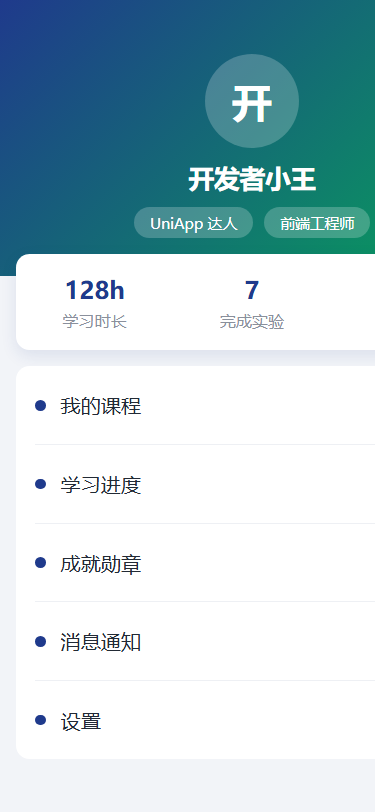 开
开发者小王
UniApp 达人 前端工程师
128h 7
学习时长 完成实验
我的课程
学习进度
成就勋章
消息通知
设置